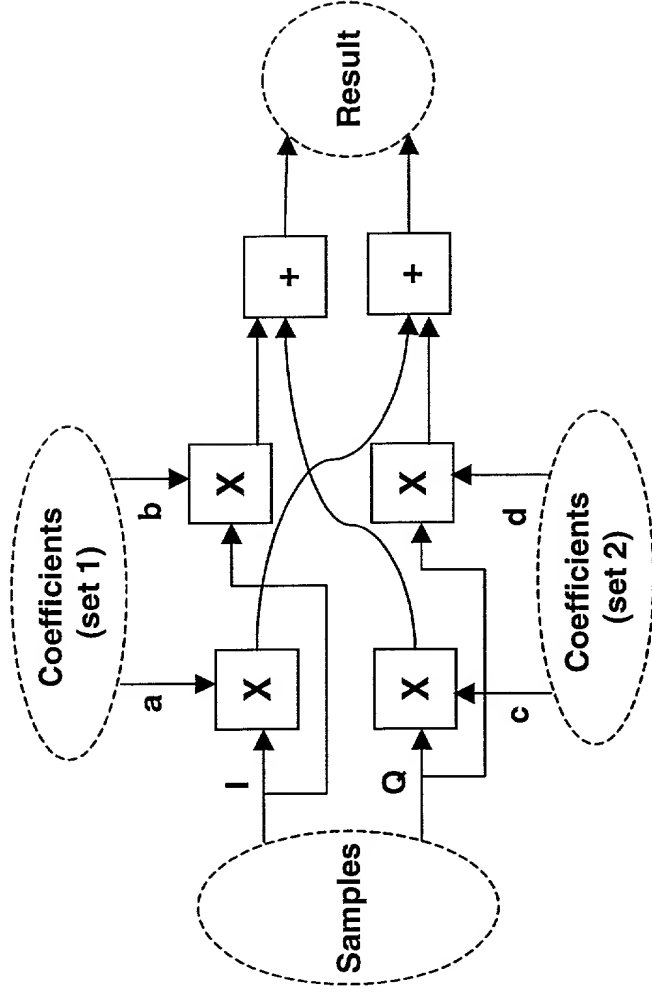 Coefficients
(set 1)
a
b
I
X
X
+
Samples
Result
Q
X
X
+
c
d
Coefficients
(set 2)